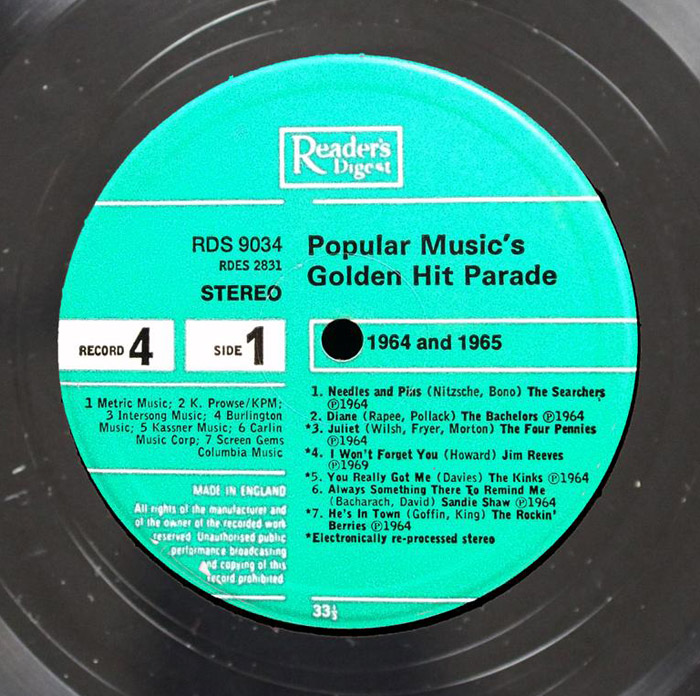 Reader's
Digest
RDS 9034
RDES 2831
STEREO
Popular Music's
Golden Hit Parade
RECORD 4
SIDE 1
1964 and 1965
1 Metric Music; 2 K. Prowse/KPM;
3 Intersong Music; 4 Burlington
Music; 5 Kassner Music; 6 Carlin
Music Corp; 7 Screen Gems
Columbia Music
1. Needles and Pins (Nitzsche, Bono) The Searchers
℗1964
2. Diane (Rapee, Pollack) The Bachelors ℗1964
*3. Juliet (Wilsh, Fryer, Morton) The Four Pennies
℗1964
*4. I Won't Forget You (Howard) Jim Reeves
℗1969
*5. You Really Got Me (Davies) The Kinks ℗1964
6. Always Something There To Remind Me
(Bacharach, David) Sandie Shaw ℗1964
*7. He's In Town (Goffin, King) The Rockin'
Berries ℗1964
*Electronically re-processed stereo
MADE IN ENGLAND
All rights of the manufacturer and
of the owner of the recorded work
reserved Unauthorised public
performance broadcasting
and copying of this
record prohibited
33⅓